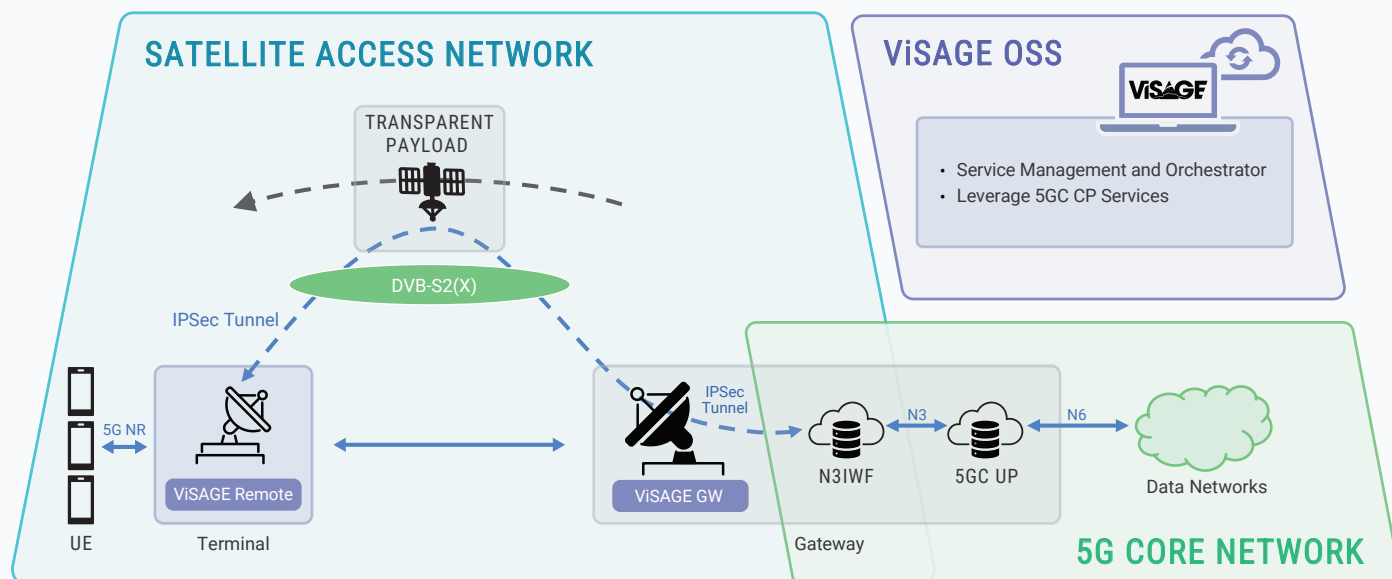 SATELLITE ACCESS NETWORK
ViSAGE OSS
ViSAGE
TRANSPARENT
PAYLOAD
• Service Management and Orchestrator
• Leverage 5GC CP Services
DVB-S2(X)
IPSec Tunnel
IPSec
Tunnel
5G NR
N3
N6
N3IWF
5GC UP
Data Networks
ViSAGE Remote
ViSAGE GW
UE
Terminal
Gateway
5G CORE NETWORK